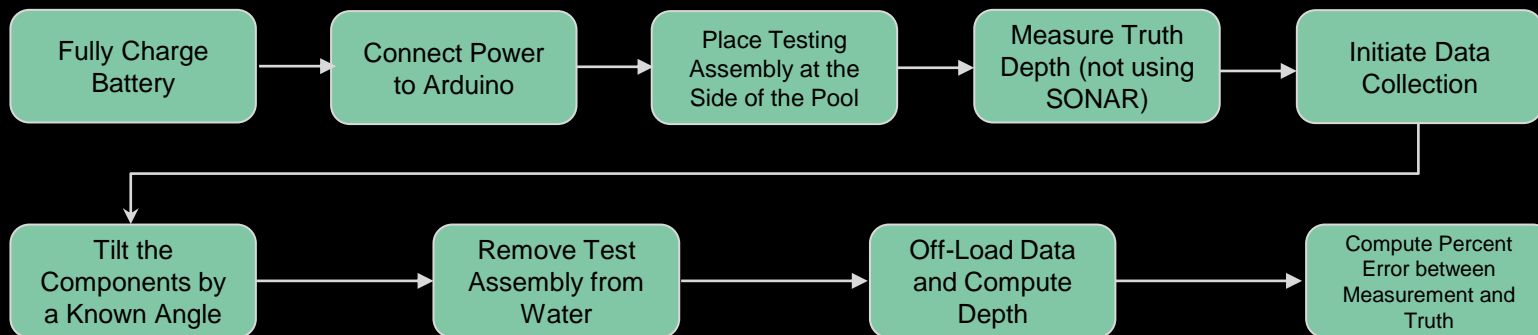 Fully Charge
Battery
Connect Power
to Arduino
Place Testing
Assembly at the
Side of the Pool
Measure Truth
Depth (not using
SONAR)
Initiate Data
Collection
Tilt the
Components by
a Known Angle
Remove Test
Assembly from
Water
Off-Load Data
and Compute
Depth
Compute Percent
Error between
Measurement and
Truth